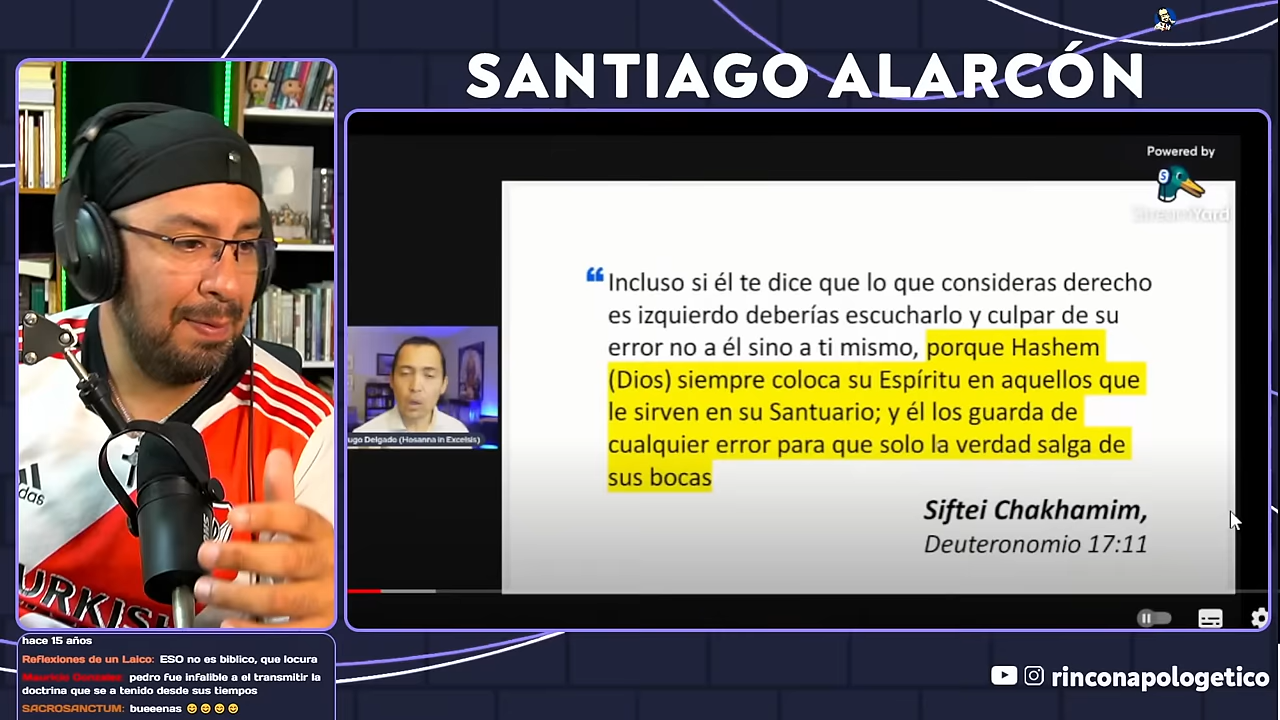 SANTIAGO ALARCÓN
Powered by
StreamYard
“Incluso si él te dice que lo que consideras derecho
es izquierdo deberías escucharlo y culpar de su
error no a él sino a ti mismo, porque Hashem
(Dios) siempre coloca su Espíritu en aquellos que
le sirven en su Santuario; y él los guarda de
cualquier error para que solo la verdad salga de
sus bocas
Siftei Chakhamim,
Deuteronomio 17:11
ugo Delgado (Hosanna in Excelsis)
das
URKISH
hace 15 años
Reflexiones de un Laico: ESO no es biblico, que locura
Mauricio Gonzalez: pedro fue infalible a el transmitir la
doctrina que se a tenido desde sus tiempos
SACROSANCTUM: bueeenas 😀😀😀😀
rinconapologetico